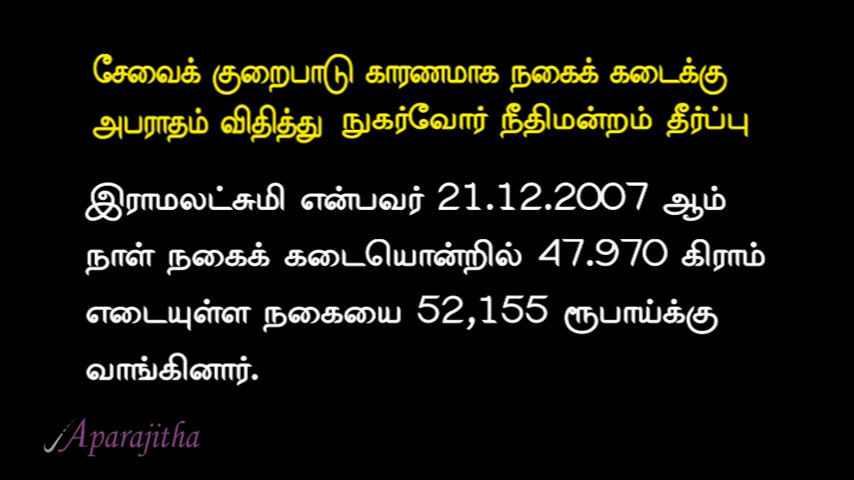 சேவைக் குறைபாடு காரணமாக நகைக் கடைக்கு
அபராதம் விதித்து நுகர்வோர் நீதிமன்றம் தீர்ப்பு
இராமலட்சுமி என்பவர் 21.12.2007 ஆம்
நாள் நகைக் கடையொன்றில் 47.970 கிராம்
எடையுள்ள நகையை 52,155 ரூபாய்க்கு
வாங்கினார்.
Aparajitha